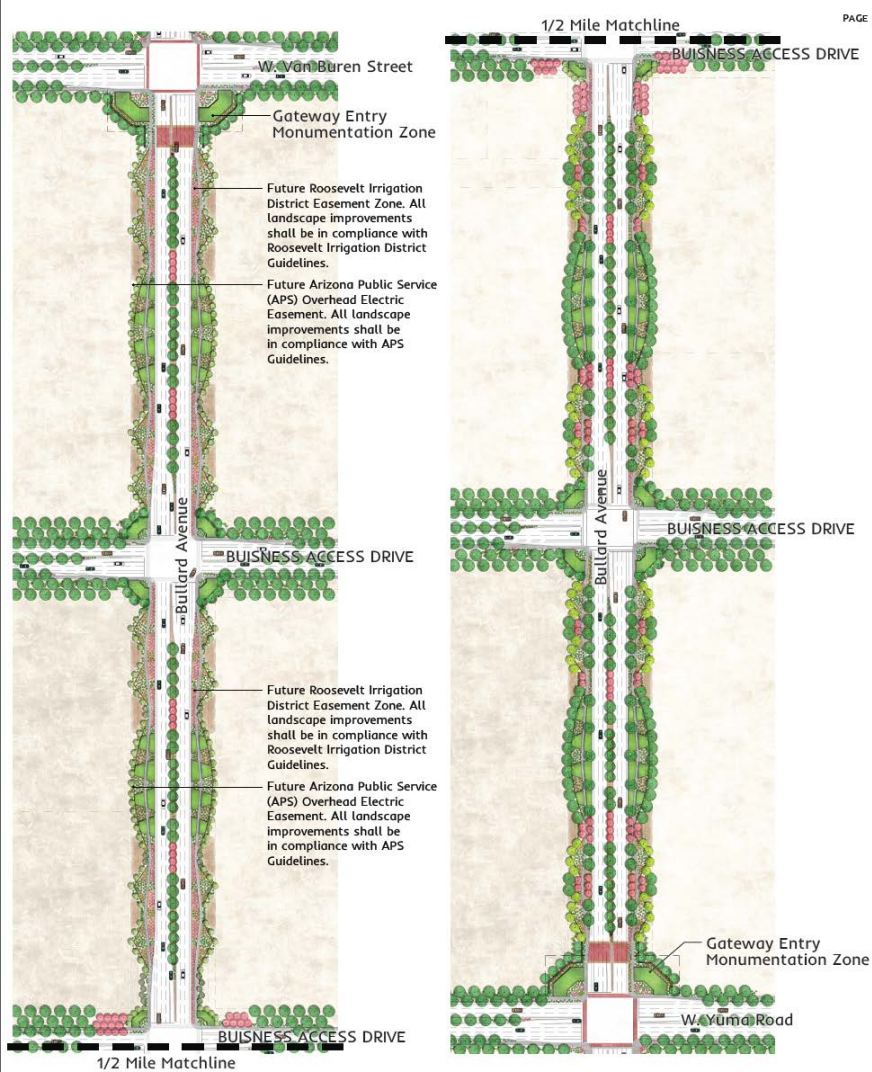 PAGE
1/2 Mile Matchline
W. Van Buren Street
Gateway Entry
Monumentation Zone
Future Roosevelt Irrigation
District Easement Zone. All
landscape improvements
shall be in compliance with
Roosevelt Irrigation District
Guidelines.
Future Arizona Public Service
(APS) Overhead Electric
Easement. All landscape
improvements shall be
in compliance with APS
Guidelines.
Bullard Avenue
BUISNESS ACCESS DRIVE
Future Roosevelt Irrigation
District Easement Zone. All
landscape improvements
shall be in compliance with
Roosevelt Irrigation District
Guidelines.
Future Arizona Public Service
(APS) Overhead Electric
Easement. All landscape
improvements shall be
in compliance with APS
Guidelines.
BUISNESS ACCESS DRIVE
1/2 Mile Matchline
BUISNESS ACCESS DRIVE
Bullard Avenue
BUISNESS ACCESS DRIVE
Gateway Entry
Monumentation Zone
W. Yuma Road